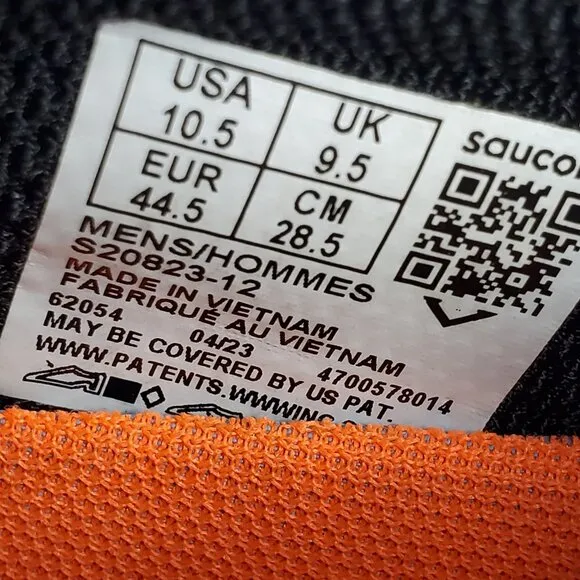 USA
10.5
UK
9.5
EUR
44.5
CM
28.5
saucon
MENS/HOMMES
S20823-12
MADE IN VIETNAM
FABRIQUÉ AU VIETNAM
62054 04/23 4700578014
MAY BE COVERED BY US PAT.
WWW.PATENTS.WWWINC.